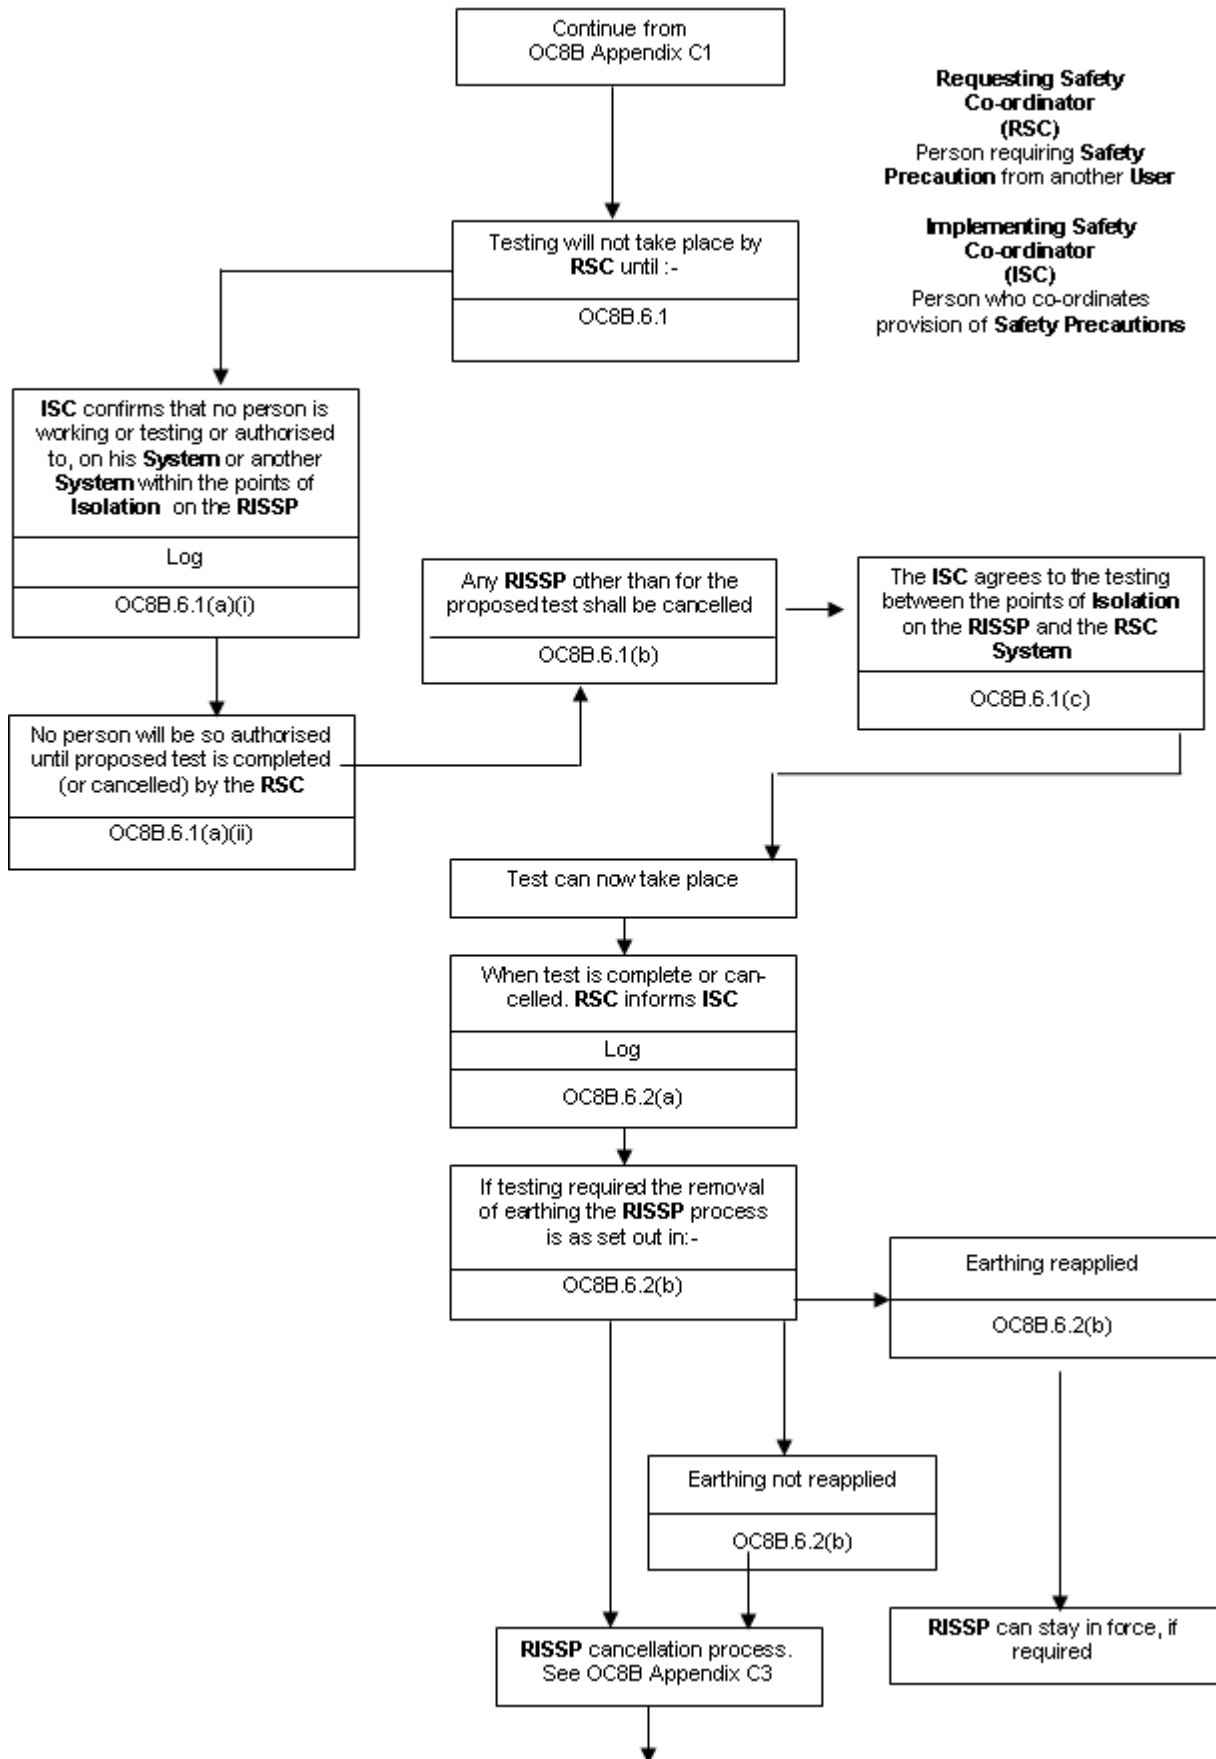 Continue from
OC8B Appendix C1
Requesting Safety
Co-ordinator
(RSC)
Person requiring Safety
Precaution from another User
Implementing Safety
Co-ordinator
(ISC)
Person who co-ordinates
provision of Safety Precautions
Testing will not take place by
RSC until :-
OC8B.6.1
ISC confirms that no person is
working or testing or authorised
to, on his System or another
System within the points of
Isolation on the RISSP
Log
OC8B.6.1(a)(i)
No person will be so authorised
until proposed test is completed
(or cancelled) by the RSC
OC8B.6.1(a)(ii)
Any RISSP other than for the
proposed test shall be cancelled
OC8B.6.1(b)
The ISC agrees to the testing
between the points of Isolation
on the RISSP and the RSC
System
OC8B.6.1(c)
Test can now take place
When test is complete or can-
celled. RSC informs ISC
Log
OC8B.6.2(a)
If testing required the removal
of earthing the RISSP process
is as set out in:-
OC8B.6.2(b)
Earthing reapplied
OC8B.6.2(b)
Earthing not reapplied
OC8B.6.2(b)
RISSP can stay in force, if
required
RISSP cancellation process.
See OC8B Appendix C3